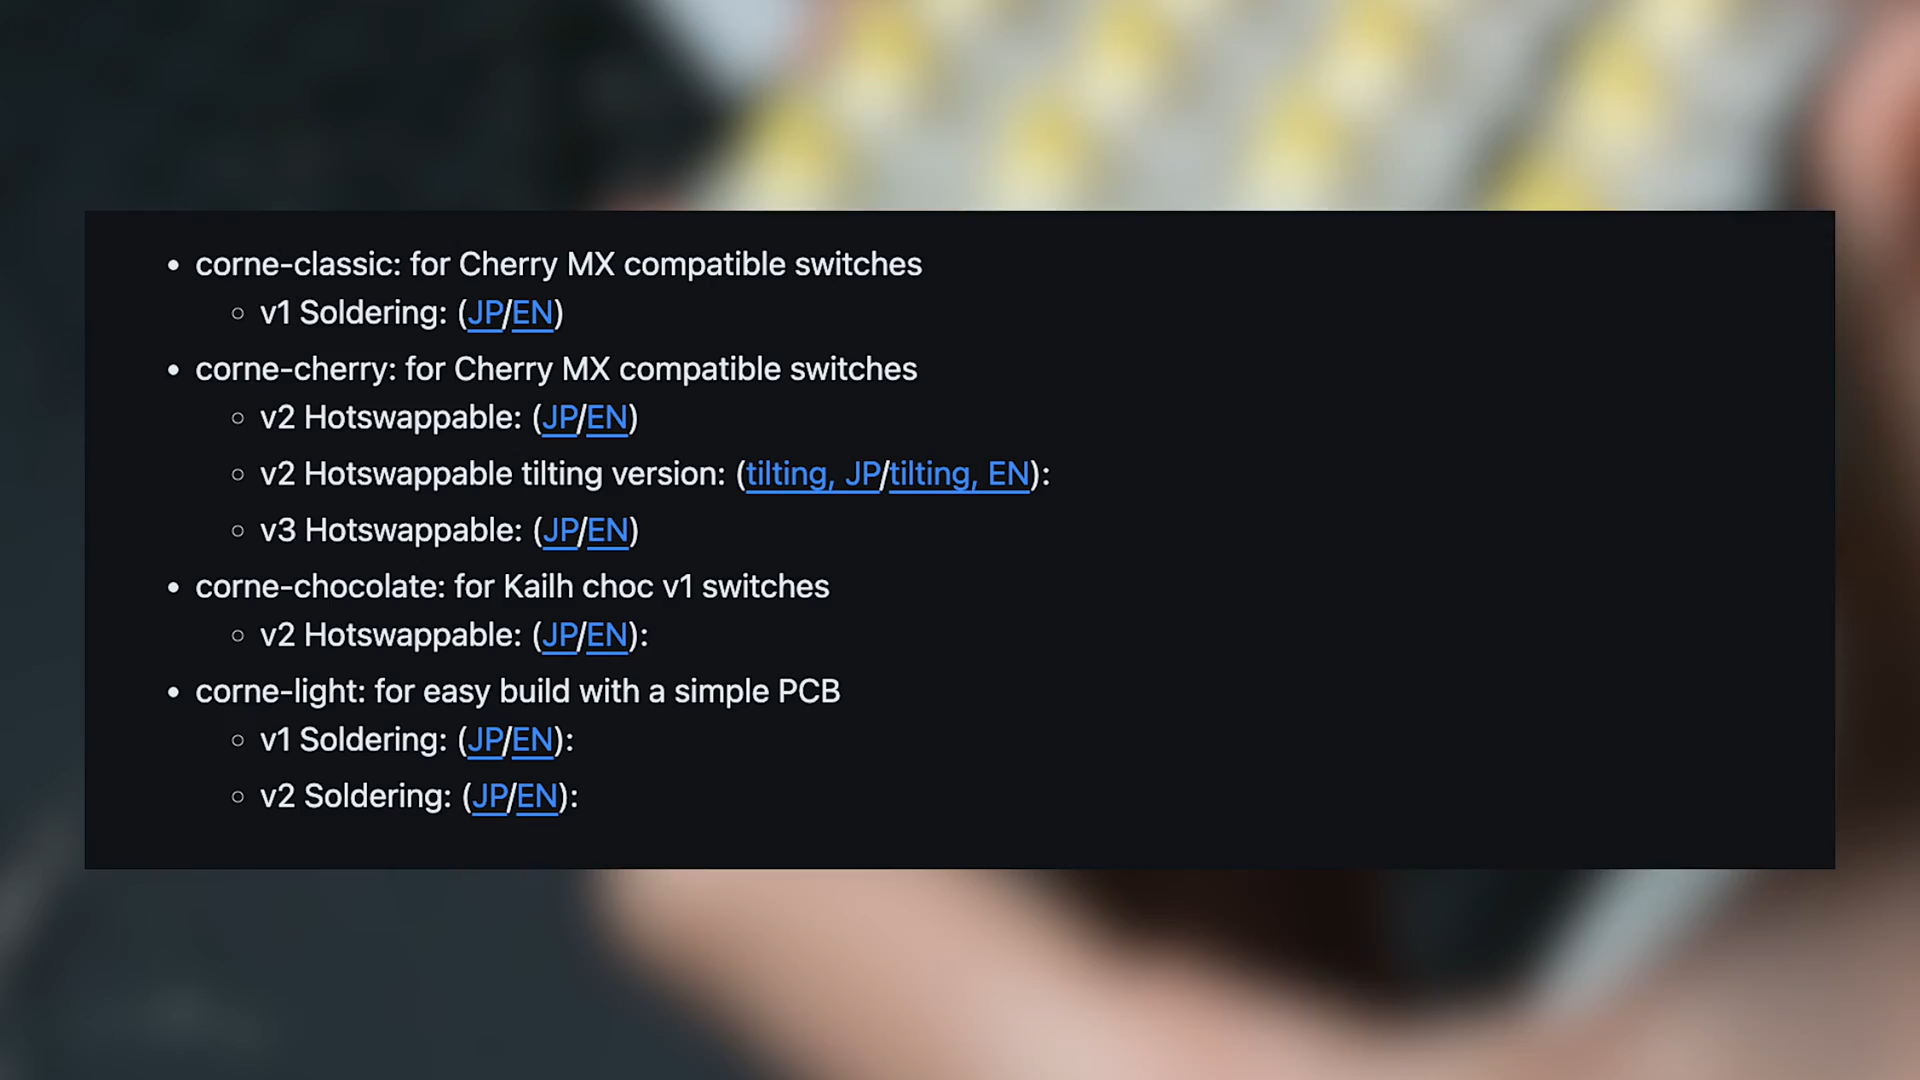 • corne-classic: for Cherry MX compatible switches
◦ v1 Soldering: (JP/EN)
• corne-cherry: for Cherry MX compatible switches
◦ v2 Hotswappable: (JP/EN)
◦ v2 Hotswappable tilting version: (tilting, JP/tilting, EN):
◦ v3 Hotswappable: (JP/EN)
• corne-chocolate: for Kailh choc v1 switches
◦ v2 Hotswappable: (JP/EN):
• corne-light: for easy build with a simple PCB
◦ v1 Soldering: (JP/EN):
◦ v2 Soldering: (JP/EN):